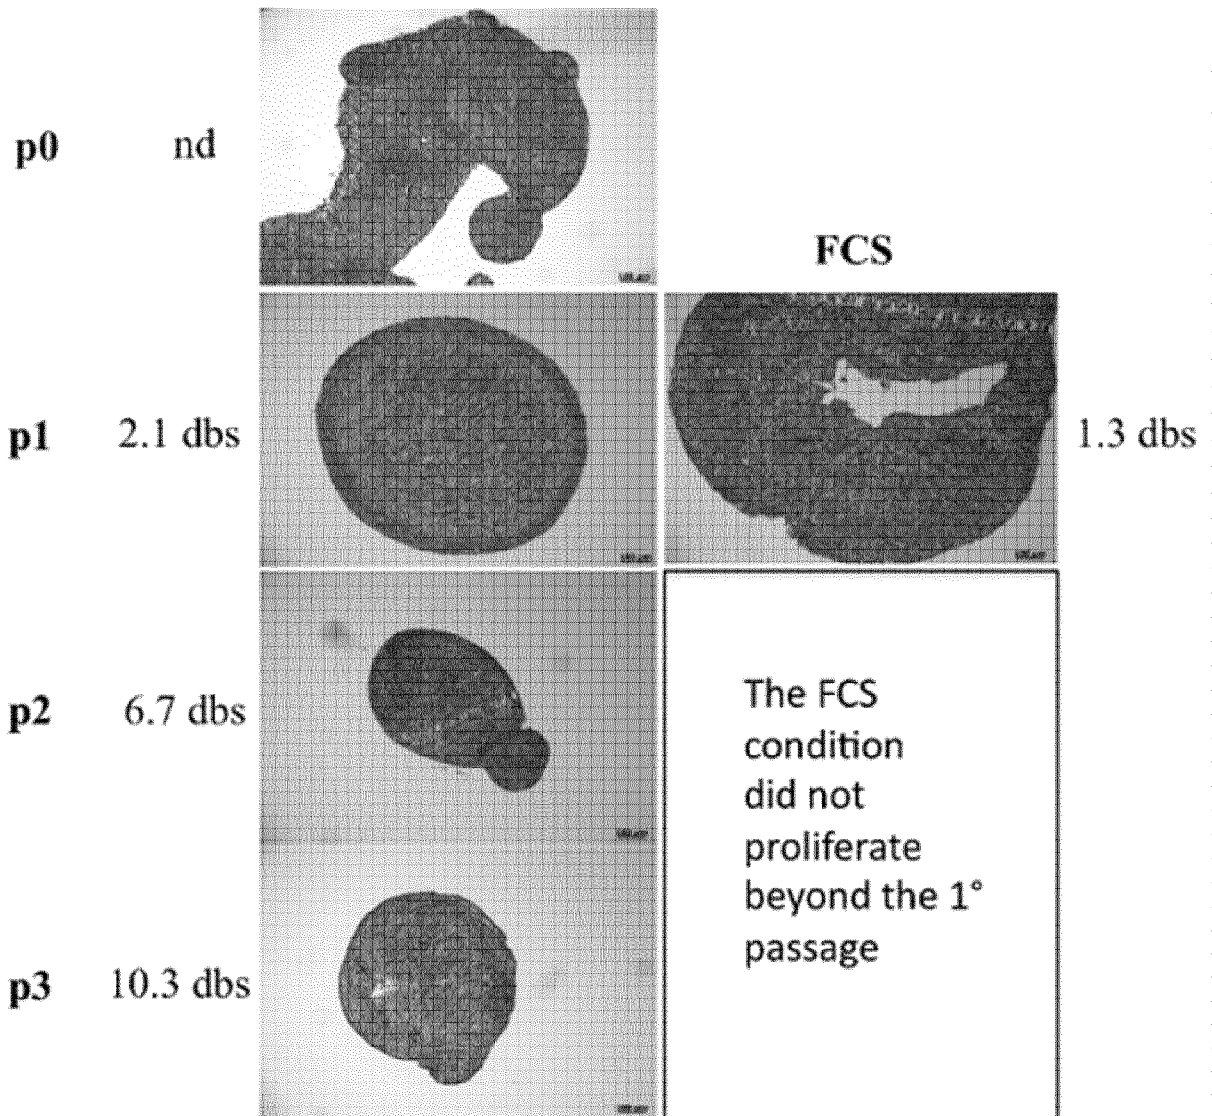 p0 nd
FCS
p1 2.1 dbs
1.3 dbs
p2 6.7 dbs
The FCS
condition
did not
proliferate
beyond the 1°
passage
p3 10.3 dbs